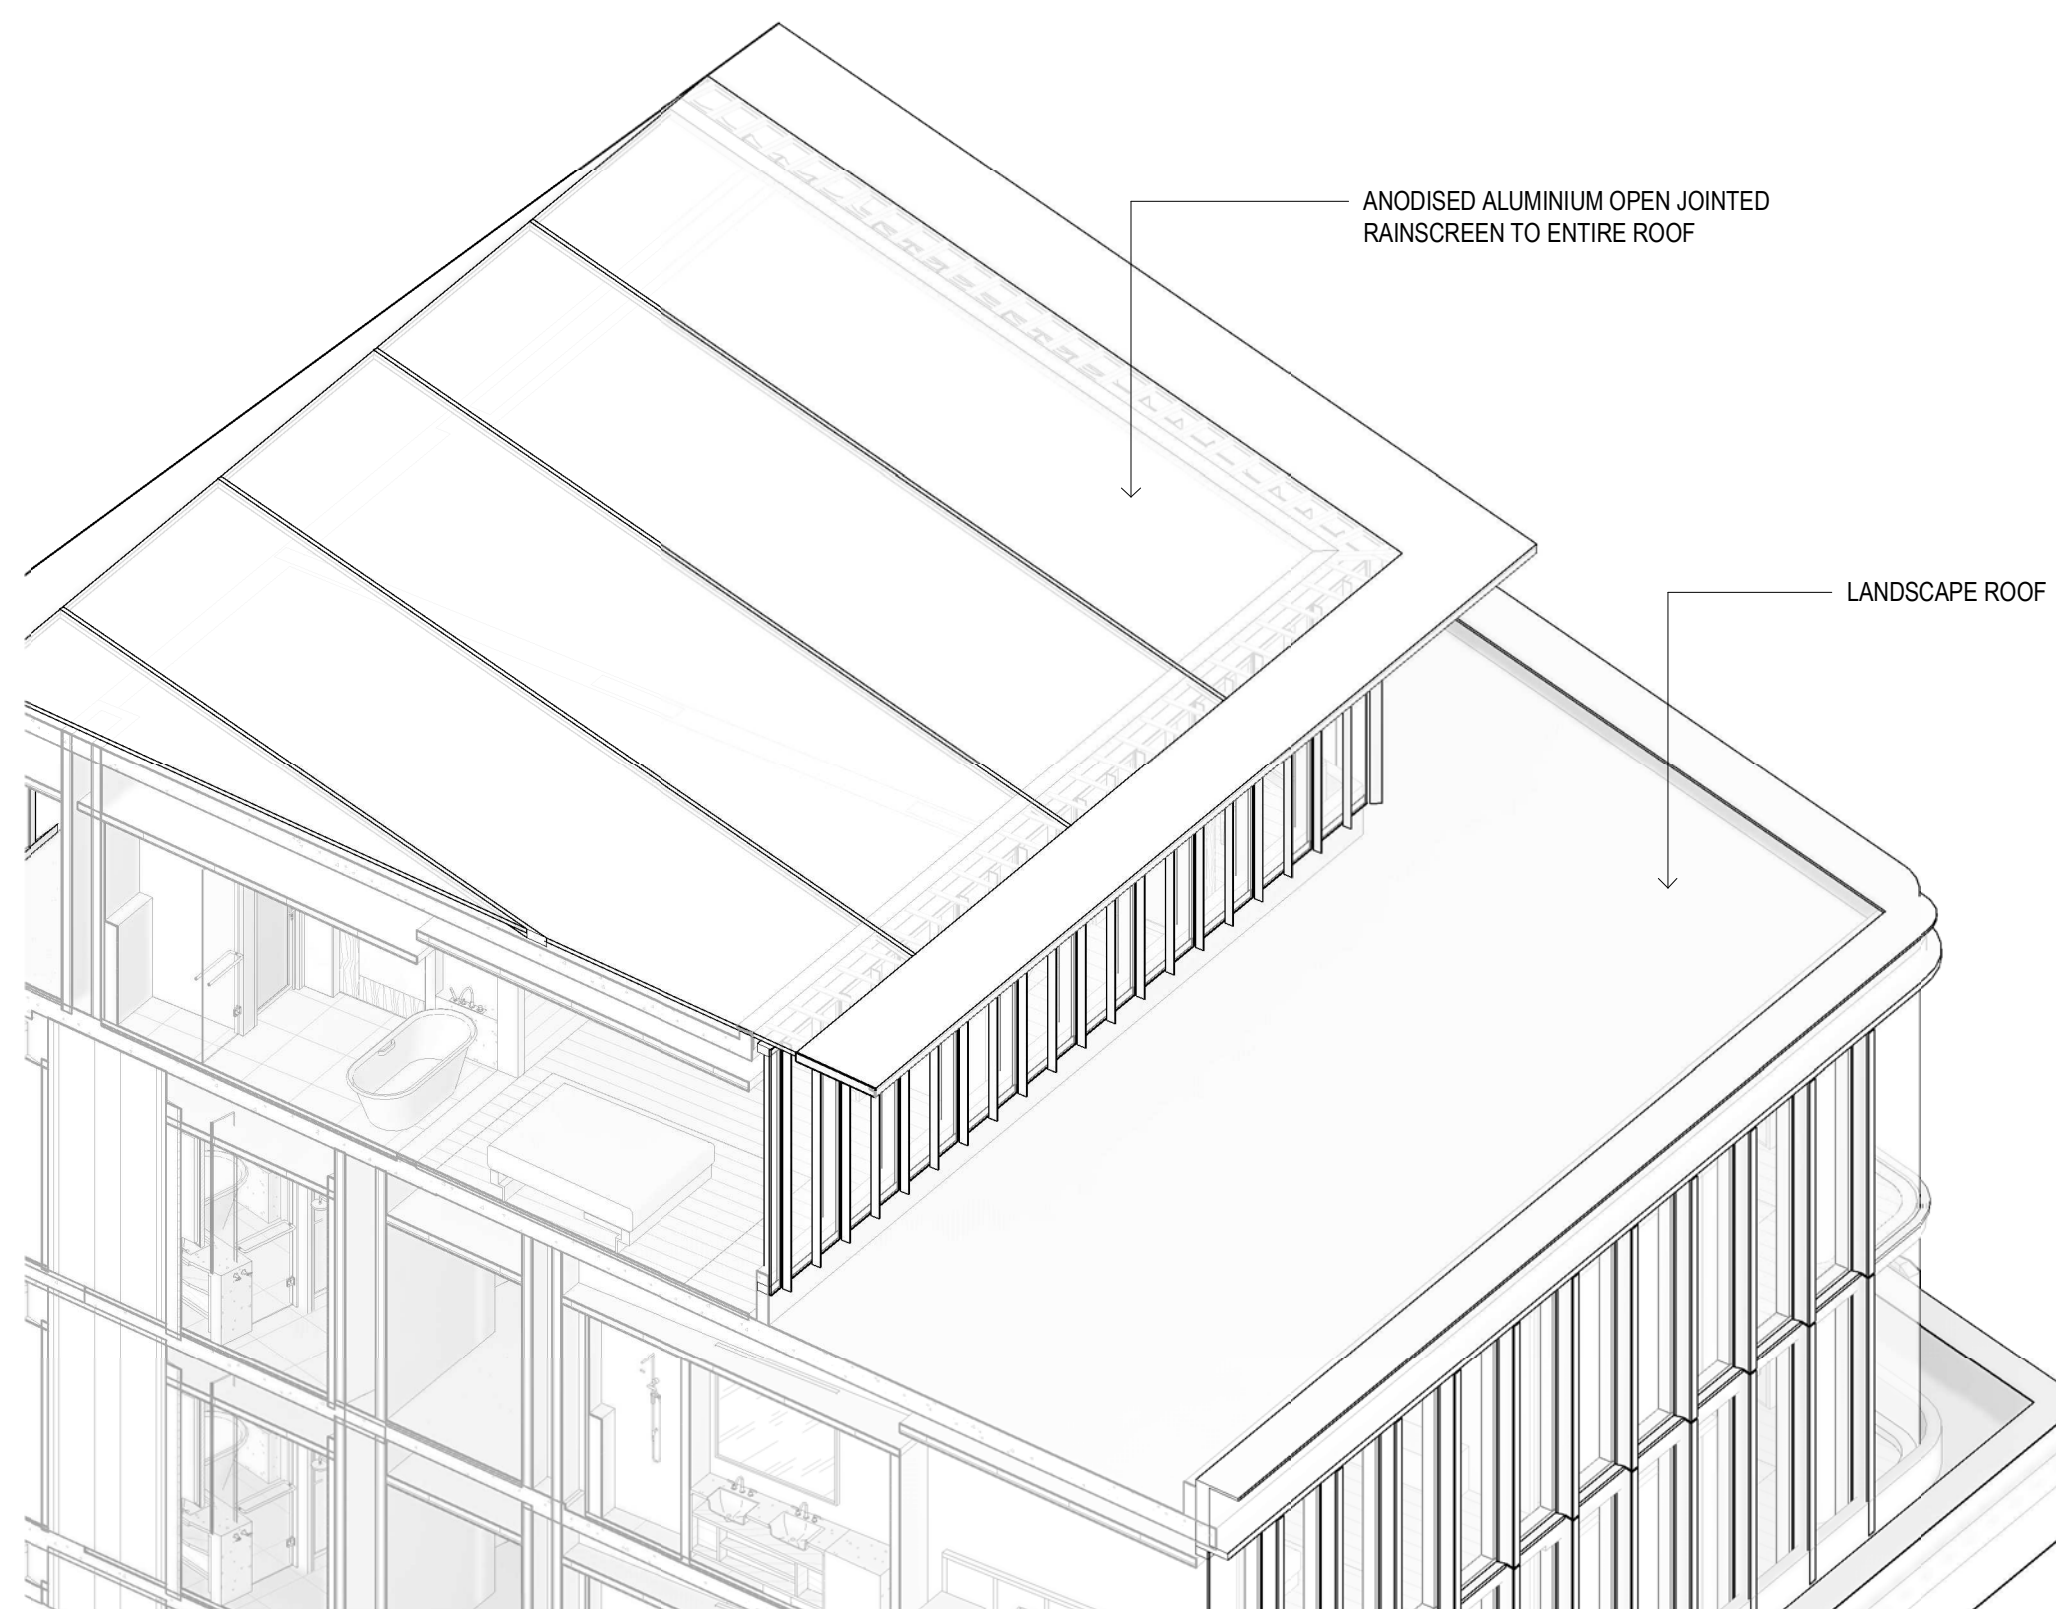 ANODISED ALUMINIUM OPEN JOINTED
RAINSCREEN TO ENTIRE ROOF
LANDSCAPE ROOF